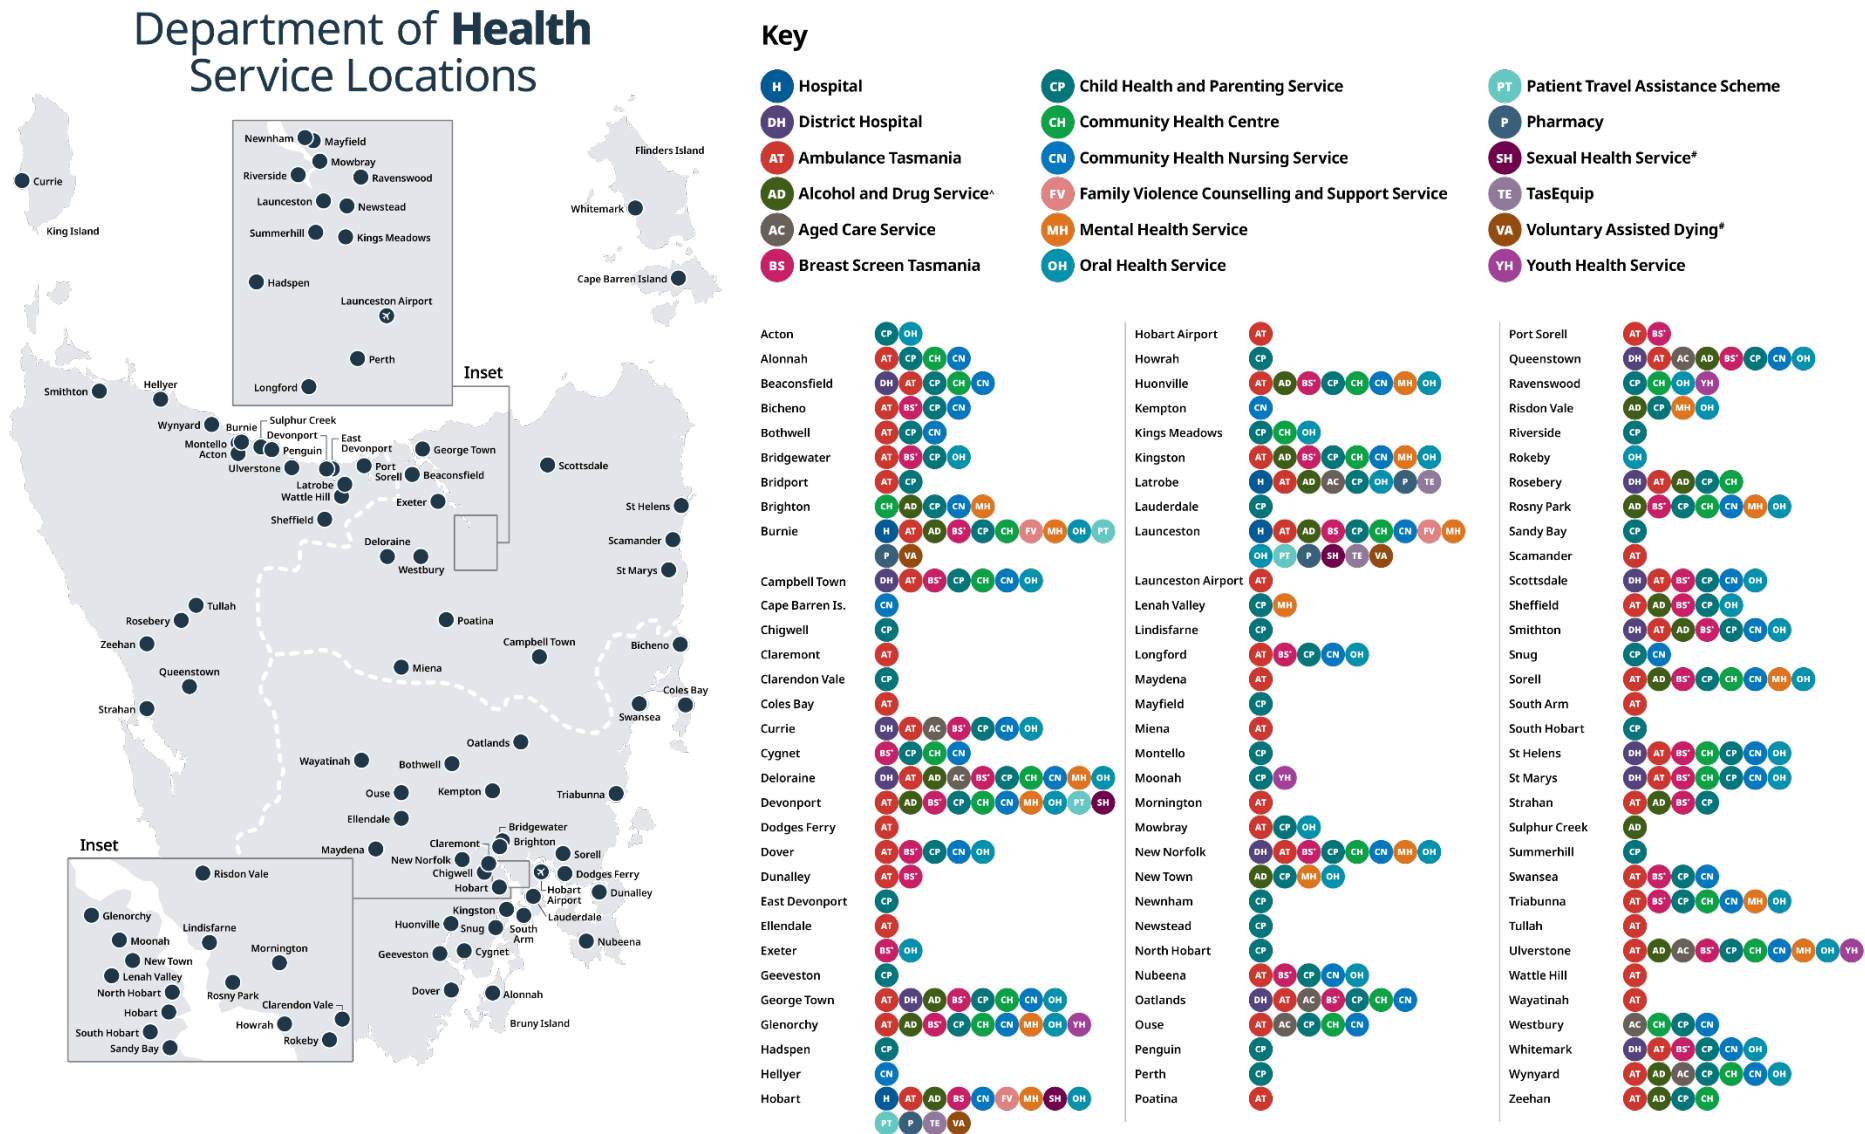 Department of Health
Service Locations
Currie
King Island
Flinders Island
Whitemark
Cape Barren Island
Newnham
Mayfield
Mowbray
Riverside
Ravenswood
Launceston
Newstead
Summerhill
Kings Meadows
Hadspen
Launceston Airport
Perth
Longford
Inset
Smithton
Hellyer
Wynyard
Burnie
Sulphur Creek
Devonport
East
Devonport
Montello
Acton
Penguin
Ulverstone
Port
Sorell
George Town
Beaconsfield
Latrobe
Wattle Hill
Exeter
Sheffield
Scottsdale
St Helens
Deloraine
Westbury
Scamander
St Marys
Tullah
Rosebery
Zeehan
Poatina
Campbell Town
Bicheno
Miena
Queenstown
Strahan
Coles Bay
Swansea
Oatlands
Wayatinah
Bothwell
Ouse
Kempton
Triabunna
Ellendale
Bridgewater
Brighton
Claremont
Maydena
New Norfolk
Sorell
Chigwell
Dodges Ferry
Hobart
Hobart
Airport
Dunalley
Kingston
Lauderdale
Huonville
Snug
South
Arm
Nubeena
Geeveston
Cygnet
Dover
Alonnah
Bruny Island
Inset
Risdon Vale
Glenorchy
Lindisfarne
Moonah
Mornington
New Town
Lenah Valley
North Hobart
Rosny Park
Clarendon Vale
Hobart
Howrah
South Hobart
Rokeby
Sandy Bay
Key
H Hospital
DH District Hospital
AT Ambulance Tasmania
AD Alcohol and Drug Service^
AC Aged Care Service
BS Breast Screen Tasmania
CP Child Health and Parenting Service
CH Community Health Centre
CN Community Health Nursing Service
FV Family Violence Counselling and Support Service
MH Mental Health Service
OH Oral Health Service
PT Patient Travel Assistance Scheme
P Pharmacy
SH Sexual Health Service#
TE TasEquip
VA Voluntary Assisted Dying#
YH Youth Health Service
Acton CP OH
Alonnah AT CP CH CN
Beaconsfield DH AT CP CH CN
Bicheno AT BS* CP CN
Bothwell AT CP CN
Bridgewater AT BS* CP OH
Bridport AT CP
Brighton CH AD CP CN MH
Burnie H AT AD BS* CP CH FV MH OH PT
P VA
Campbell Town DH AT BS* CP CH CN OH
Cape Barren Is. CN
Chigwell CP
Claremont AT
Clarendon Vale CP
Coles Bay AT
Currie DH AT AC BS* CP CN OH
Cygnet BS* CP CH CN
Deloraine DH AT AD AC BS* CP CH CN MH OH
Devonport AT AD BS* CP CH CN MH OH PT SH
Dodges Ferry AT
Dover AT BS* CP CN OH
Dunalley AT BS*
East Devonport CP
Ellendale AT
Exeter BS* OH
Geeveston CP
George Town AT DH AD BS* CP CH CN OH
Glenorchy AT AD BS* CP CH CN MH OH YH
Hadspen CP
Hellyer CN
Hobart H AT AD BS CN FV MH SH OH
PT P TE VA
Hobart Airport AT
Howrah CP
Huonville AT AD BS* CP CH CN MH OH
Kempton CN
Kings Meadows CP CH OH
Kingston AT AD BS* CP CH CN MH OH
Latrobe H AT AD AC CP OH P TE
Lauderdale CP
Launceston H AT AD BS CP CH CN FV MH
OH PT P SH TE VA
Launceston Airport AT
Lenah Valley CP MH
Lindisfarne CP
Longford AT BS* CP CN OH
Maydena AT
Mayfield CP
Miena AT
Montello CP
Moonah CP YH
Mornington AT
Mowbray AT CP OH
New Norfolk DH AT BS* CP CH CN MH OH
New Town AD CP MH OH
Newnham CP
Newstead CP
North Hobart CP
Nubeena AT BS* CP CN OH
Oatlands DH AT AC BS* CP CH CN
Ouse AT AC CP CH CN
Penguin CP
Perth CP
Poatina AT
Port Sorell AT BS*
Queenstown DH AT AC AD BS* CP CN OH
Ravenswood CP CH OH YH
Risdon Vale AD CP MH OH
Riverside CP
Rokeby OH
Rosebery DH AT AD CP CH
Rosny Park AD BS* CP CH CN MH OH
Sandy Bay CP
Scamander AT
Scottsdale DH AT BS* CP CN OH
Sheffield AT AD BS* CP OH
Smithton DH AT AD BS* CP CN OH
Snug CP CN
Sorell AT AD BS* CP CH CN MH OH
South Arm AT
South Hobart CP
St Helens DH AT BS* CH CP CN OH
St Marys DH AT BS* CH CP CN OH
Strahan AT AD BS* CP
Sulphur Creek AD
Summerhill CP
Swansea AT BS* CP CN
Triabunna AT BS* CP CH CN MH OH
Tullah AT
Ulverstone AT AD AC BS* CP CH CN MH OH YH
Wattle Hill AT
Wayatinah AT
Westbury AC CH CP CN
Whitemark DH AT BS* CP CN OH
Wynyard AT AD AC CP CH CN OH
Zeehan AT AD CP CH